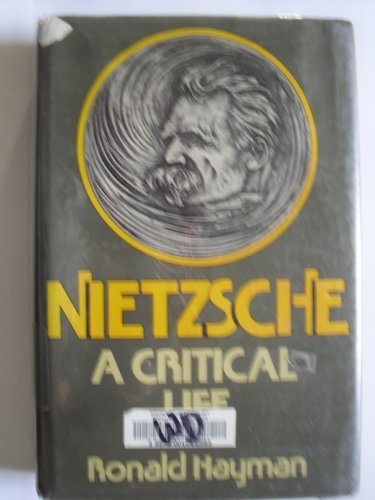 NIETZSCHE
A CRITICAL
LIFE
WD
Ronald Hayman